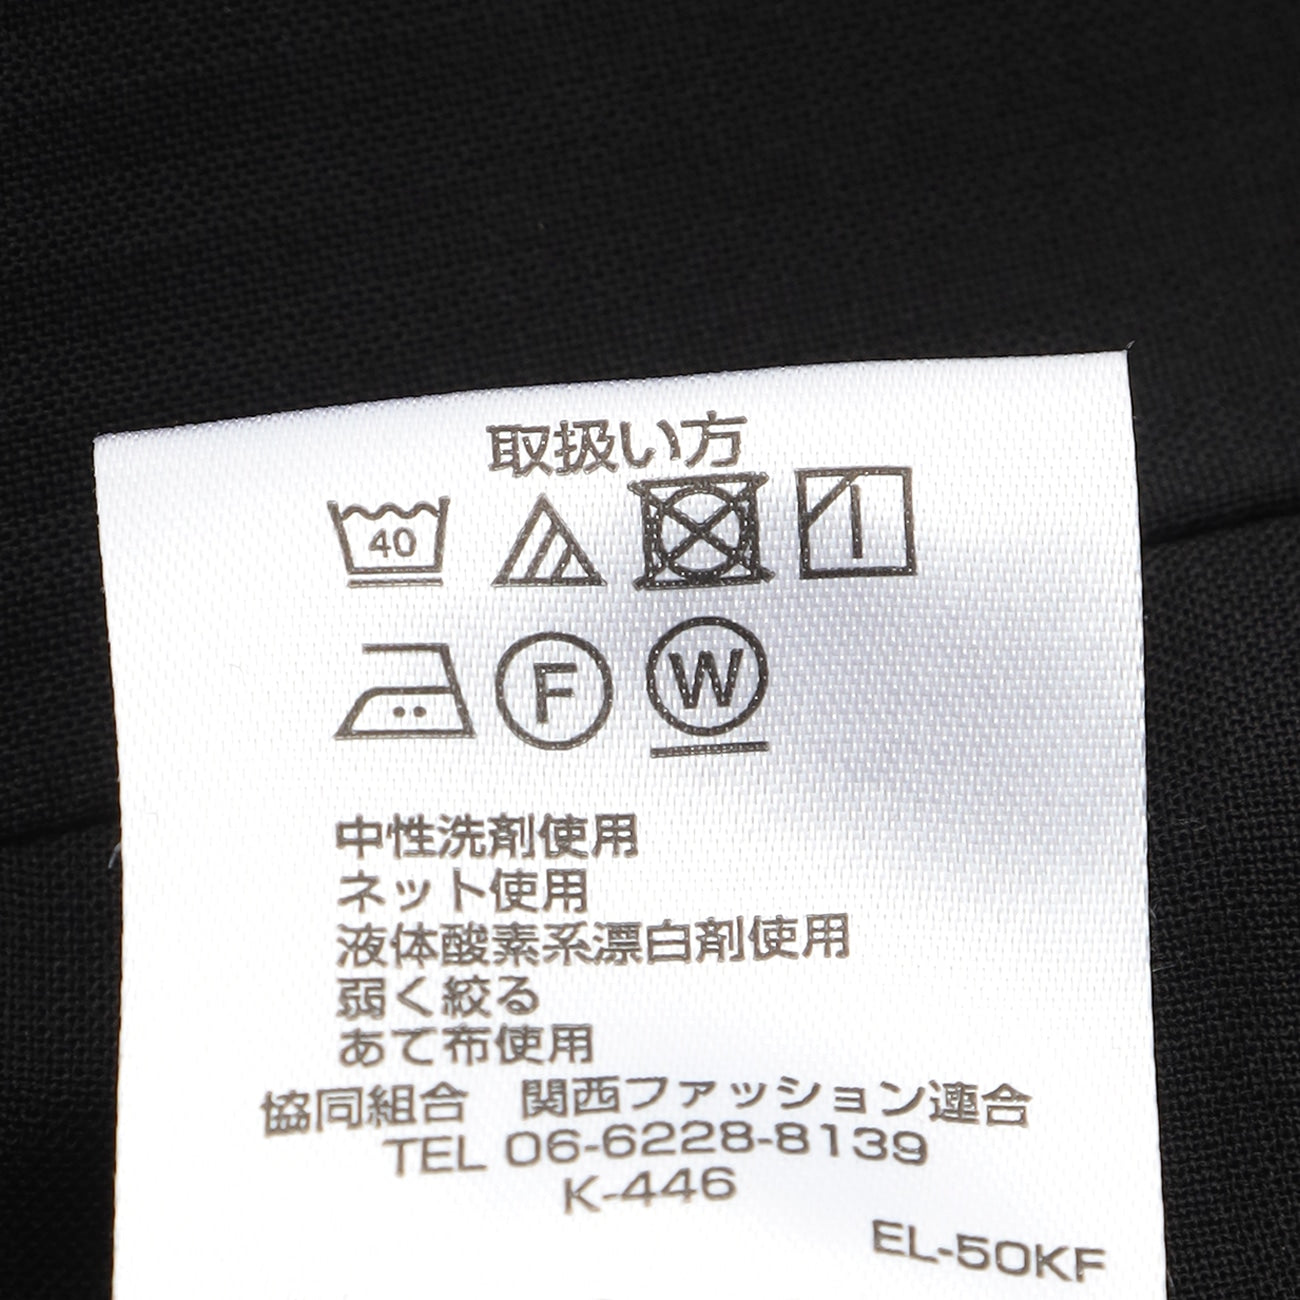 取扱い方
40
F W
中性洗剤使用
ネット使用
液体酸素系漂白剤使用
弱く絞る
あて布使用
協同組合 関西ファッション連合
TEL 06-6228-8139
K-446
EL-50KF